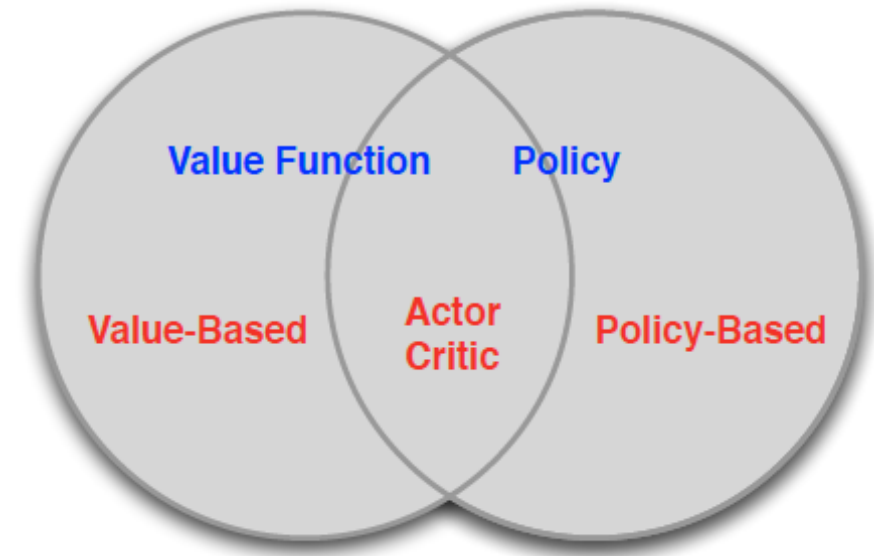 Value Function
Policy
Value-Based
Actor
Critic
Policy-Based